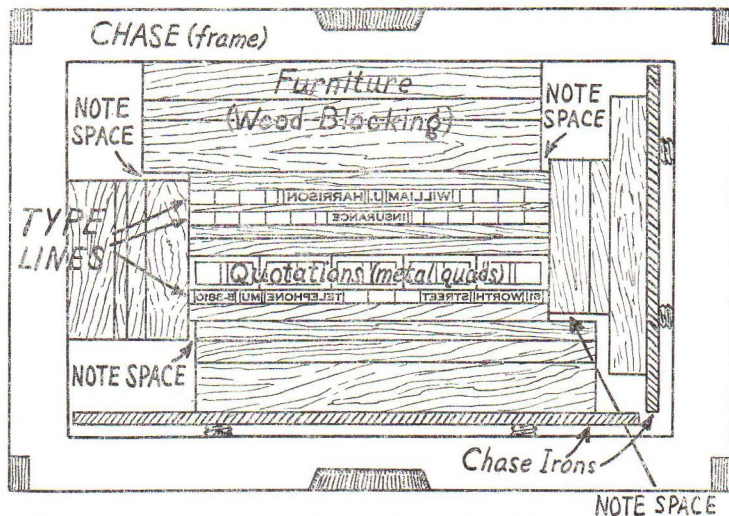 CHASE (frame)
Furniture
(Wood Blocking)
NOTE
SPACE
NOTE
SPACE
WILLIAM J. HARRISON
INSURANCE
TYPE
LINES
Quotations (metal quads)
WORTH STREET TELEPHONE MU
NOTE SPACE
Chase Irons
NOTE SPACE